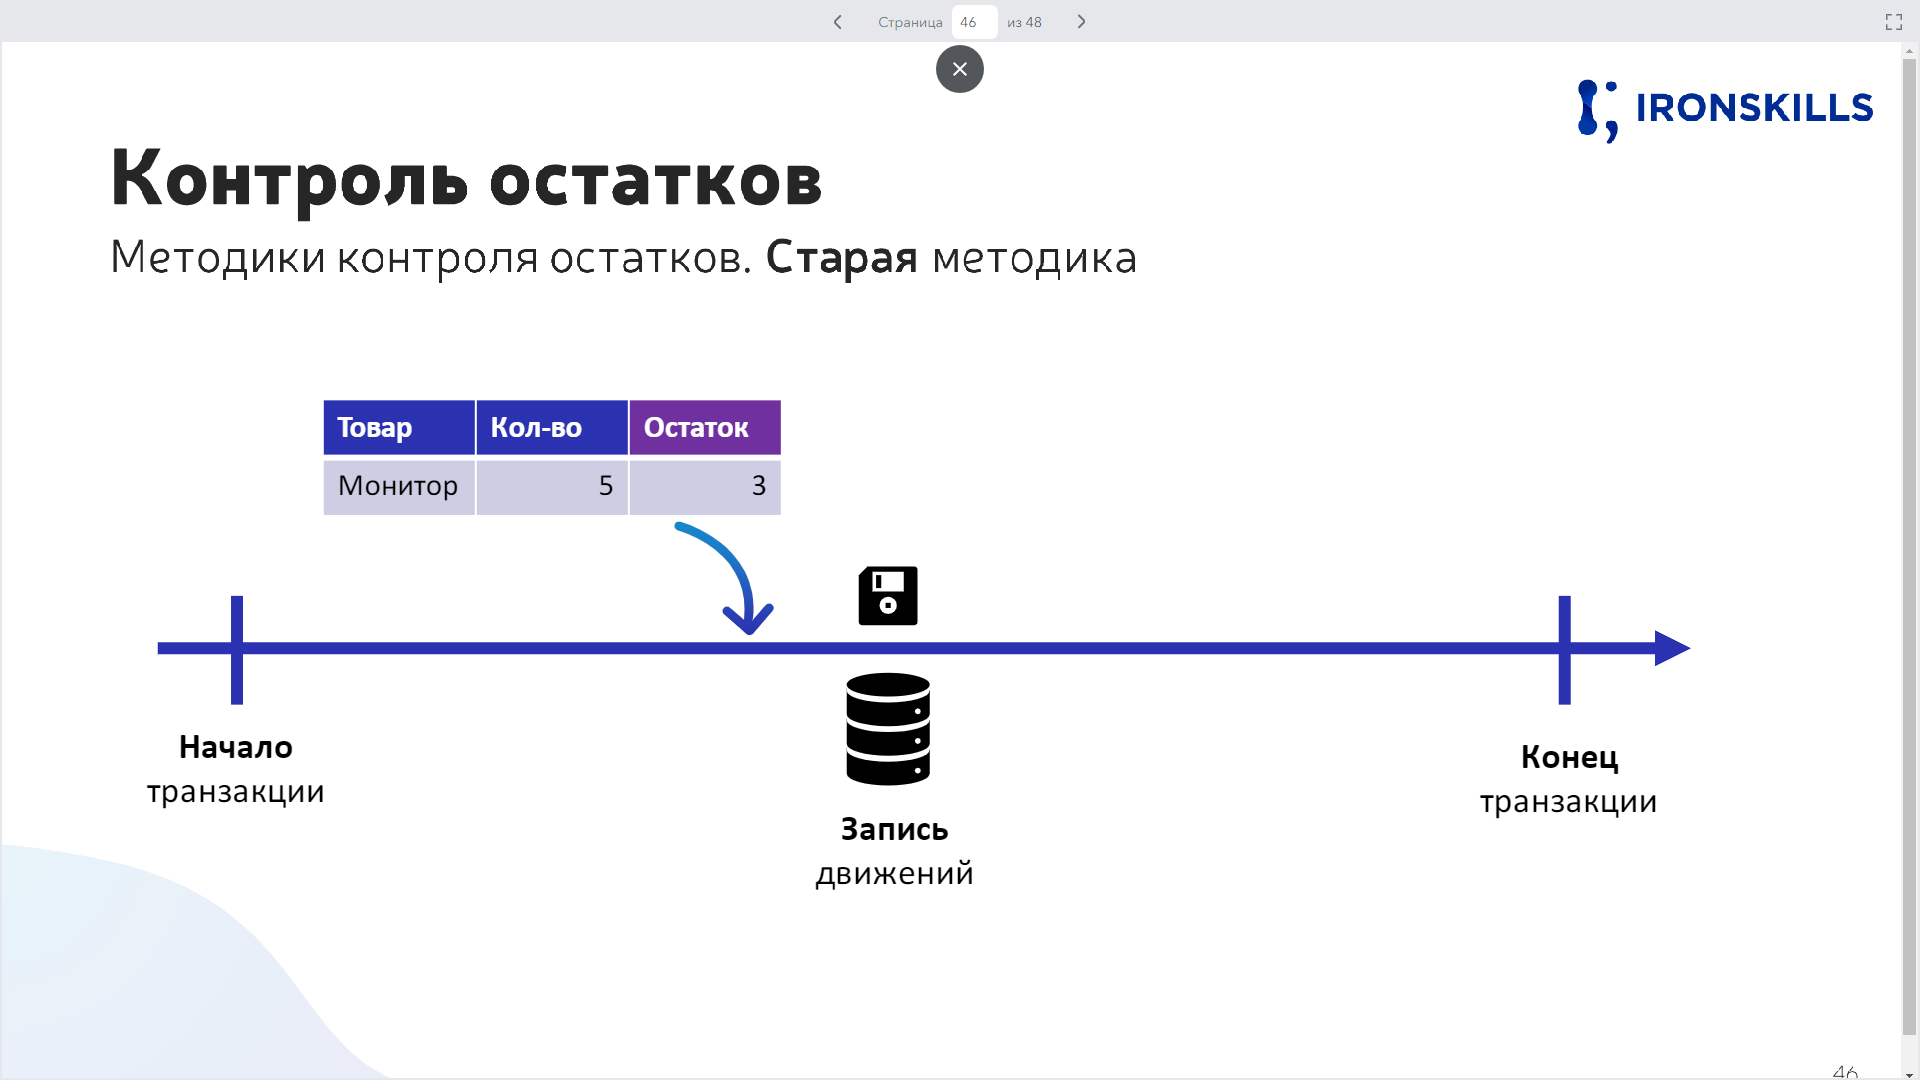 Страница 46 из 48
IRONSKILLS
Контроль остатков
Методики контроля остатков. Старая методика
Товар Кол-во Остаток
Монитор 5 3
Начало
транзакции
Запись
движений
Конец
транзакции
46